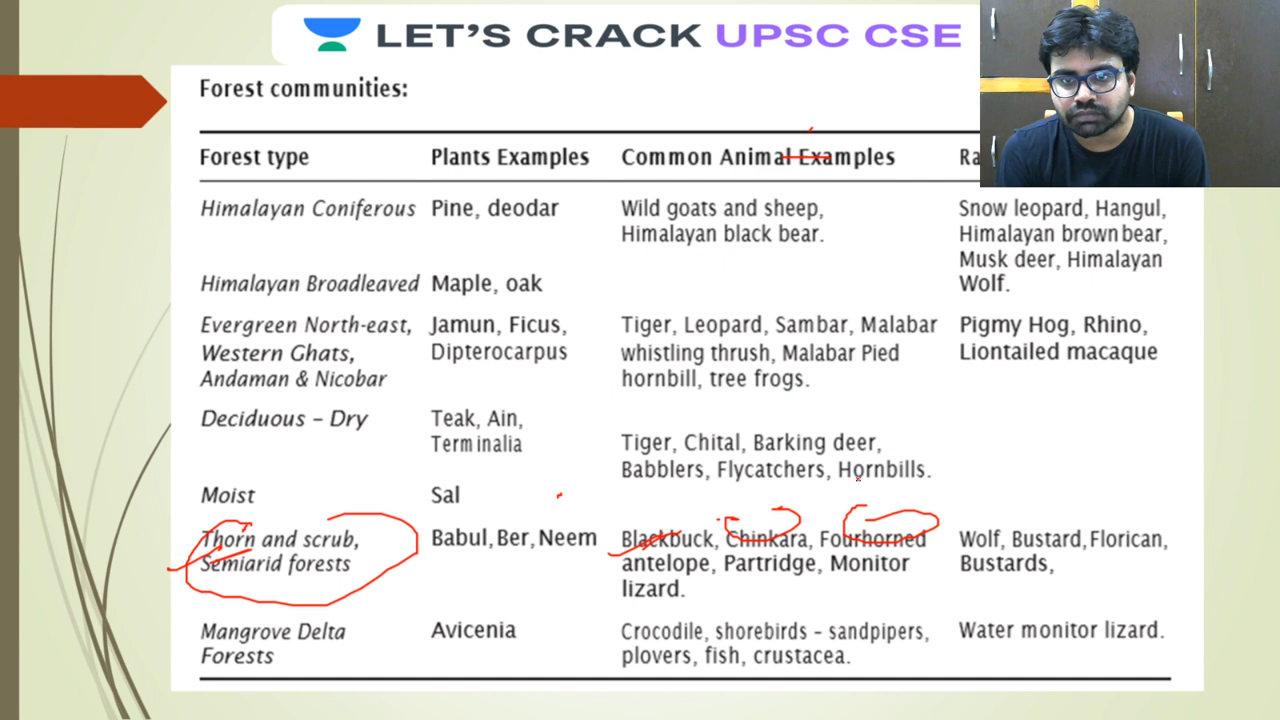 LET'S CRACK UPSC CSE
Forest communities:
Forest type Plants Examples Common Animal Examples Ra
Himalayan Coniferous Pine, deodar Wild goats and sheep, Snow leopard, Hangul,
Himalayan black bear. Himalayan brown bear,
Musk deer, Himalayan
Himalayan Broadleaved Maple, oak Wolf.
Evergreen North-east, Jamun, Ficus, Tiger, Leopard, Sambar, Malabar Pigmy Hog, Rhino,
Western Ghats, Dipterocarpus whistling thrush, Malabar Pied Liontailed macaque
Andaman & Nicobar hornbill, tree frogs.
Deciduous – Dry Teak, Ain,
Terminalia Tiger, Chital, Barking deer,
Babblers, Flycatchers, Hornbills.
Moist Sal
Thorn and scrub, Babul, Ber, Neem Blackbuck, Chinkara, Fourhorned Wolf, Bustard, Florican,
Semiarid forests antelope, Partridge, Monitor Bustards,
lizard.
Mangrove Delta Avicenia Crocodile, shorebirds – sandpipers, Water monitor lizard.
Forests plovers, fish, crustacea.